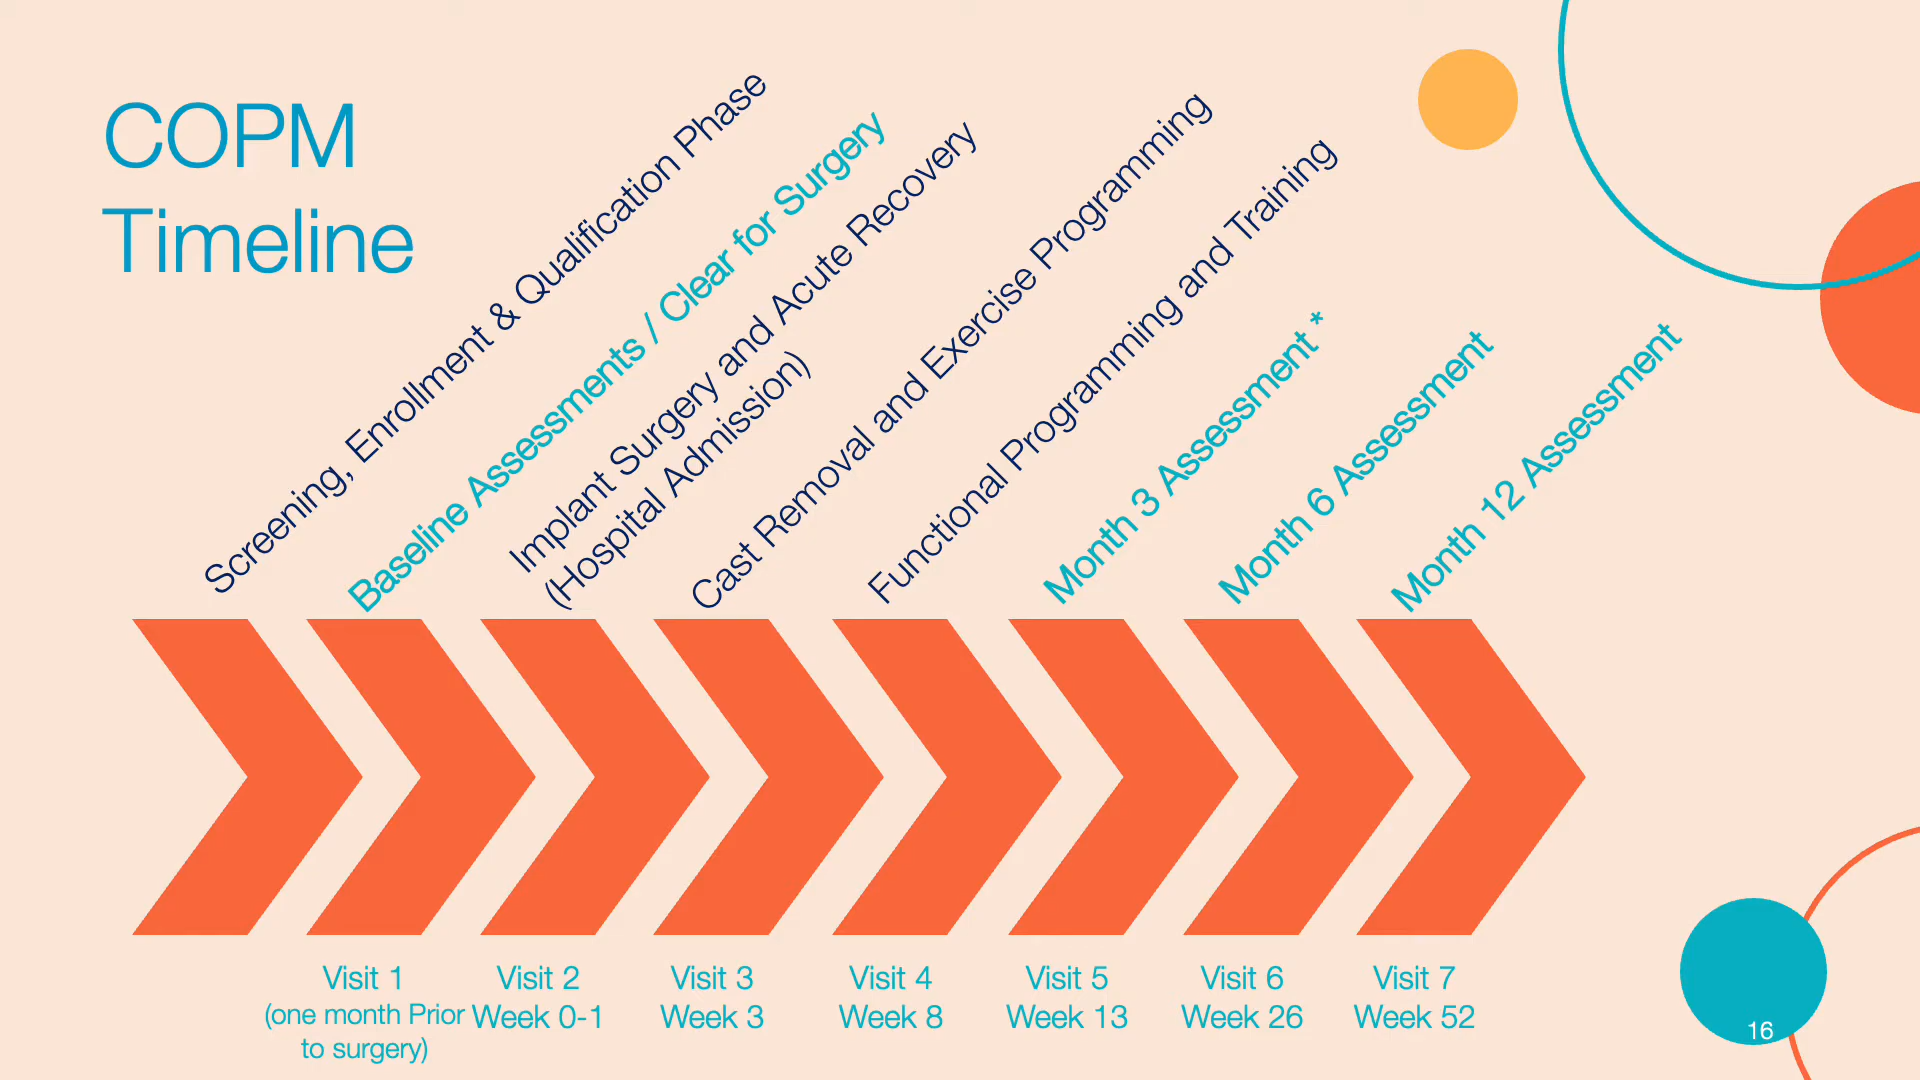 COPM
Timeline
Screening, Enrollment & Qualification Phase
Baseline Assessments / Clear for Surgery
Implant Surgery and Acute Recovery
(Hospital Admission)
Cast Removal and Exercise Programming
Functional Programming and Training
Month 3 Assessment *
Month 6 Assessment
Month 12 Assessment
Visit 1
(one month Prior
to surgery)
Visit 2
Week 0-1
Visit 3
Week 3
Visit 4
Week 8
Visit 5
Week 13
Visit 6
Week 26
Visit 7
Week 52
16